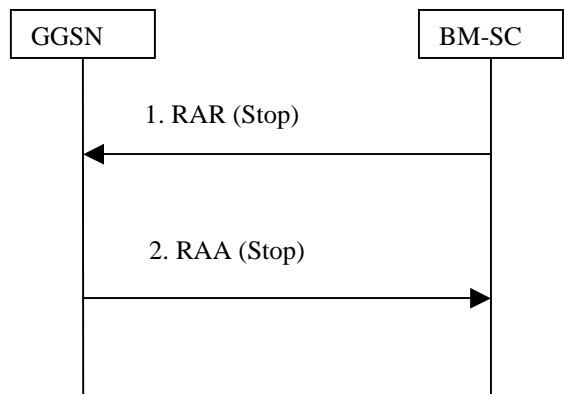 GGSN
BM-SC
1. RAR (Stop)
2. RAA (Stop)